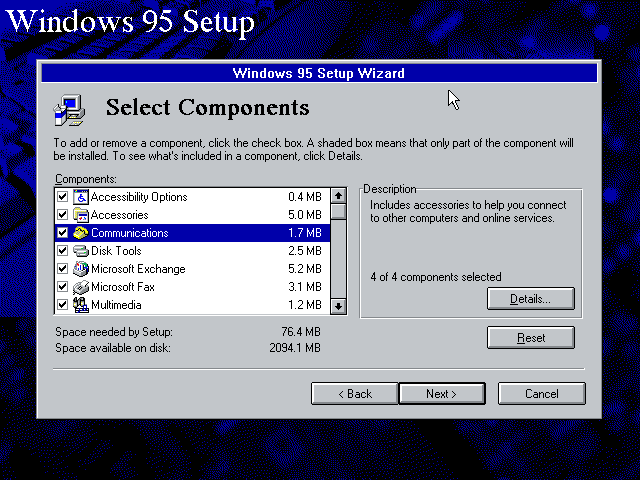 Windows 95 Setup
Windows 95 Setup Wizard
Select Components
To add or remove a component, click the check box. A shaded box means that only part of the component will
be installed. To see what's included in a component, click Details.
Components:
Accessibility Options 0.4 MB
Accessories 5.0 MB
Communications 1.7 MB
Disk Tools 2.5 MB
Microsoft Exchange 5.2 MB
Microsoft Fax 3.1 MB
Multimedia 1.2 MB
Description
Includes accessories to help you connect
to other computers and online services.
4 of 4 components selected
Details...
Space needed by Setup: 76.4 MB
Space available on disk: 2094.1 MB
Reset
< Back
Next >
Cancel